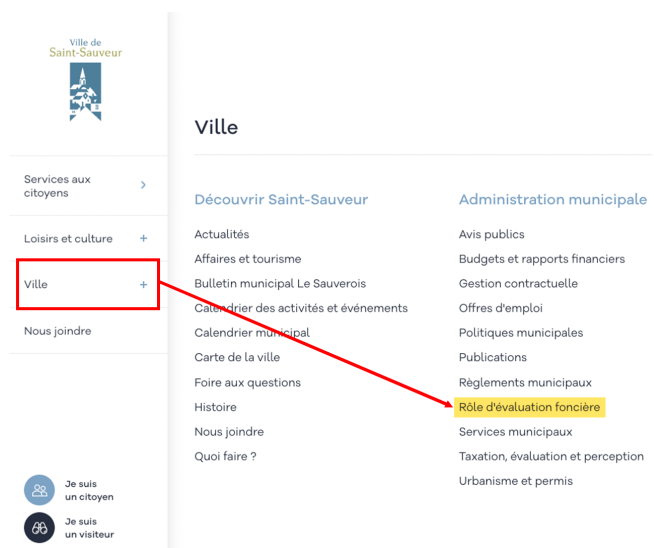 Ville de
Saint-Sauveur
Services aux
citoyens
Loisirs et culture
Ville
Nous joindre
Je suis
un citoyen
Je suis
un visiteur
Ville
Découvrir Saint-Sauveur
Actualités
Affaires et tourisme
Bulletin municipal Le Sauverois
Calendrier des activités et événements
Calendrier municipal
Carte de la ville
Foire aux questions
Histoire
Nous joindre
Quoi faire ?
Administration municipale
Avis publics
Budgets et rapports financiers
Gestion contractuelle
Offres d'emploi
Politiques municipales
Publications
Règlements municipaux
Rôle d'évaluation foncière
Services municipaux
Taxation, évaluation et perception
Urbanisme et permis